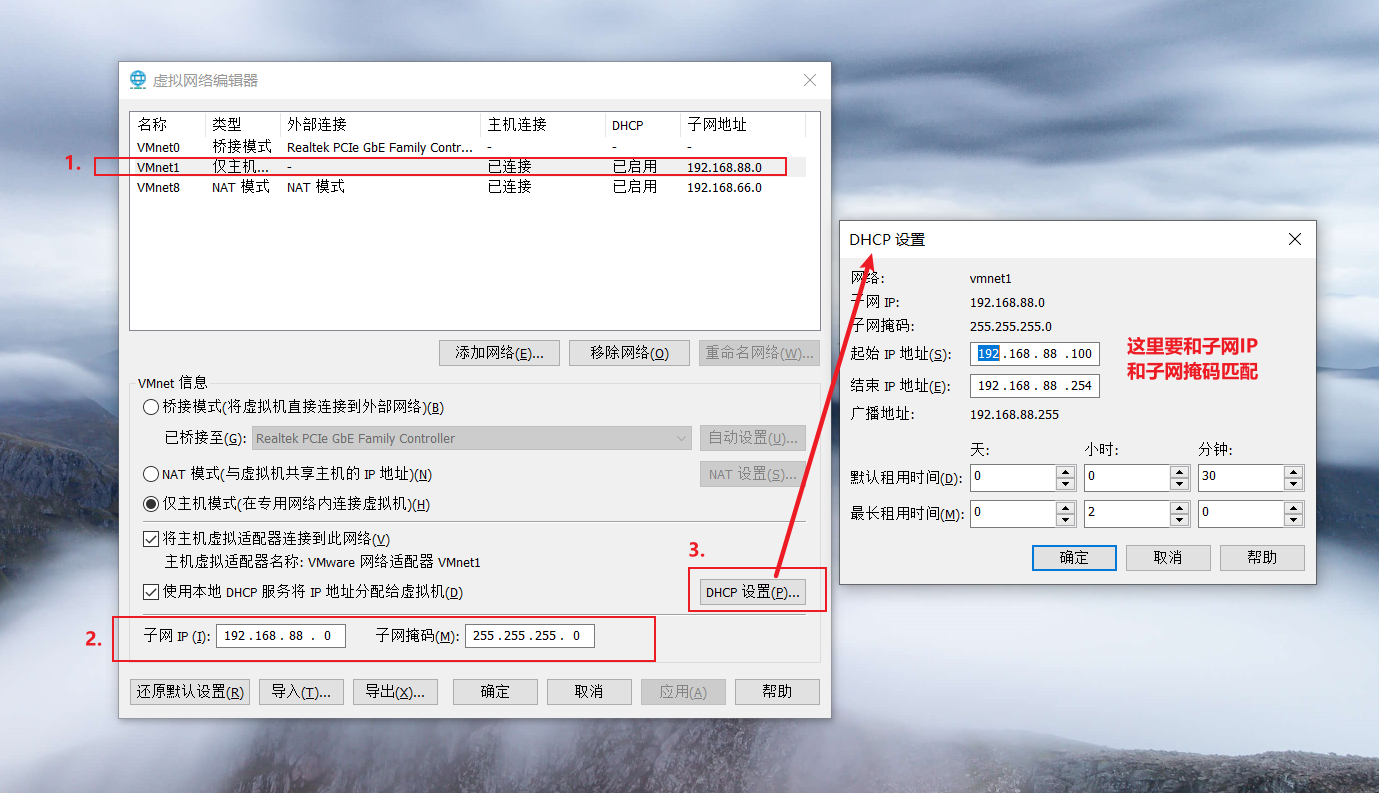 虚拟网络编辑器
名称 类型 外部连接 主机连接 DHCP 子网地址
VMnet0 桥接模式 Realtek PCIe GbE Family Contr... - - -
1. VMnet1 仅主机... - 已连接 已启用 192.168.88.0
VMnet8 NAT 模式 NAT 模式 已连接 已启用 192.168.66.0
添加网络(E)... 移除网络(O) 重命名网络(W)...
VMnet 信息
桥接模式(将虚拟机直接连接到外部网络)(B)
已桥接至(G): Realtek PCIe GbE Family Controller 自动设置(U)...
NAT 模式(与虚拟机共享主机的 IP 地址)(N) NAT 设置(S)...
仅主机模式(在专用网络内连接虚拟机)(H)
将主机虚拟适配器连接到此网络(V)
主机虚拟适配器名称: VMware 网络适配器 VMnet1
3.
使用本地 DHCP 服务将 IP 地址分配给虚拟机(D) DHCP 设置(P)...
2. 子网 IP (I): 192.168.88.0 子网掩码(M): 255.255.255.0
还原默认设置(R) 导入(T)... 导出(X)... 确定 取消 应用(A) 帮助
DHCP 设置
网络: vmnet1
子网 IP: 192.168.88.0
子网掩码: 255.255.255.0
起始 IP 地址(S): 192.168.88.100
结束 IP 地址(E): 192.168.88.254
广播地址: 192.168.88.255
这里要和子网IP
和子网掩码匹配
天: 小时: 分钟:
默认租用时间(D): 0 0 30
最长租用时间(M): 0 2 0
确定 取消 帮助